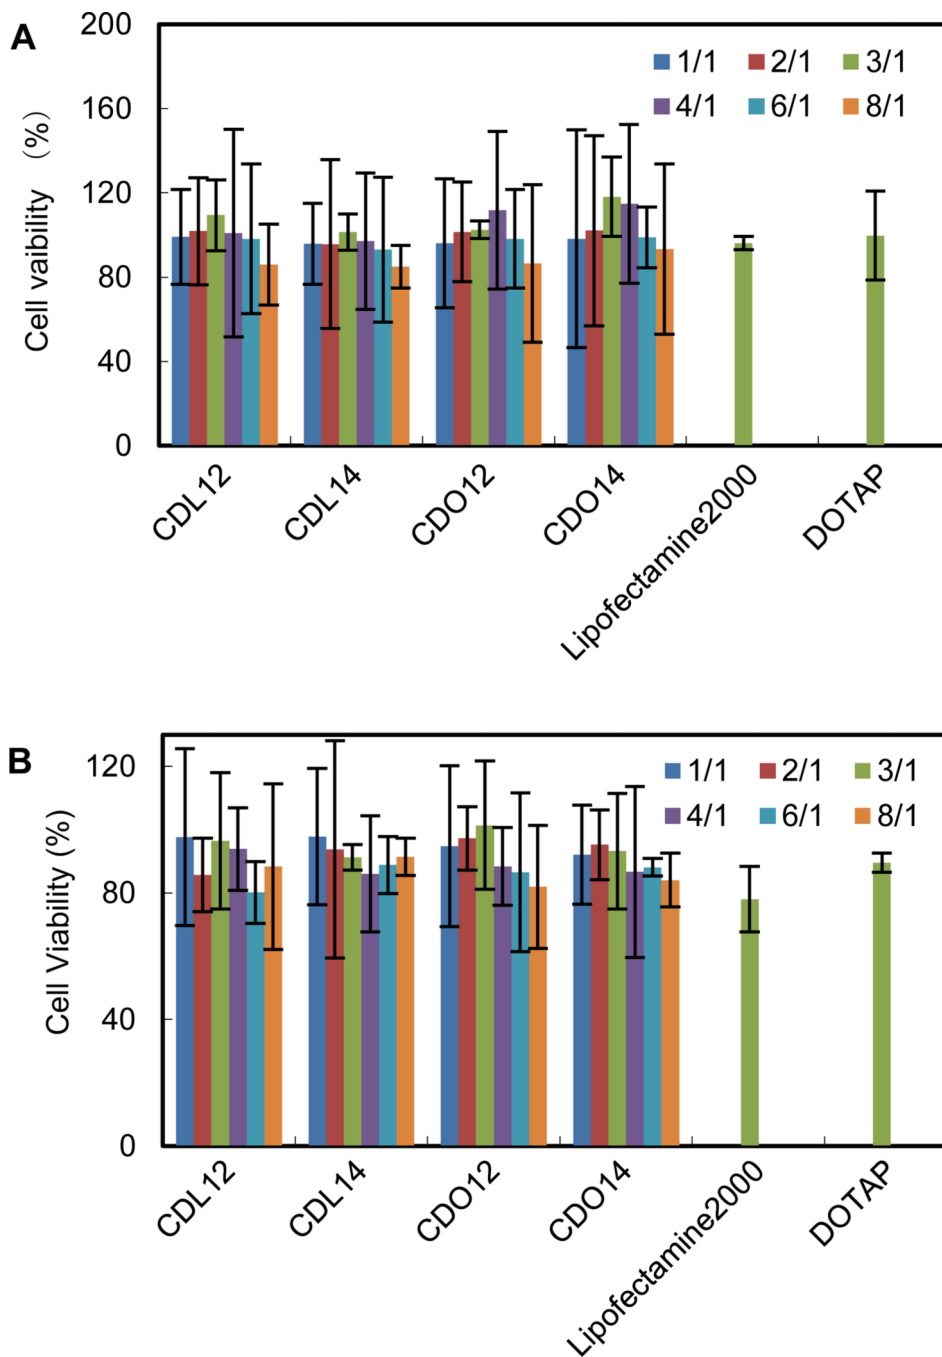 A
Cell vaibility (%)
200
160
120
80
40
0
1/1 2/1 3/1
4/1 6/1 8/1
CDL12
CDL14
CDO12
CDO14
Lipofectamine2000
DOTAP
B
Cell Viability (%)
120
80
40
0
1/1 2/1 3/1
4/1 6/1 8/1
CDL12
CDL14
CDO12
CDO14
Lipofectamine2000
DOTAP